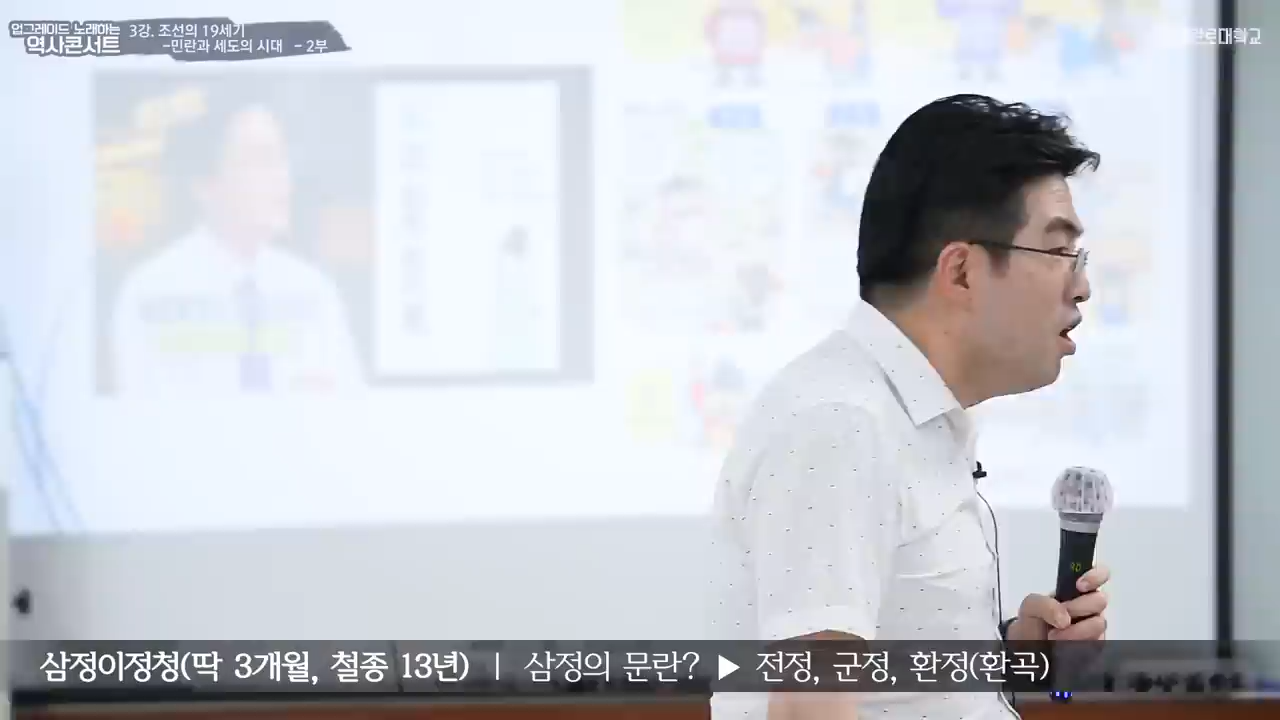 업그레이드 노래하는
역사콘서트
3강. 조선의 19세기
-민란과 세도의 시대 - 2부
대학교
삼정이정청(딱 3개월, 철종 13년) | 삼정의 문란? ▶ 전정, 군정, 환정(환곡)